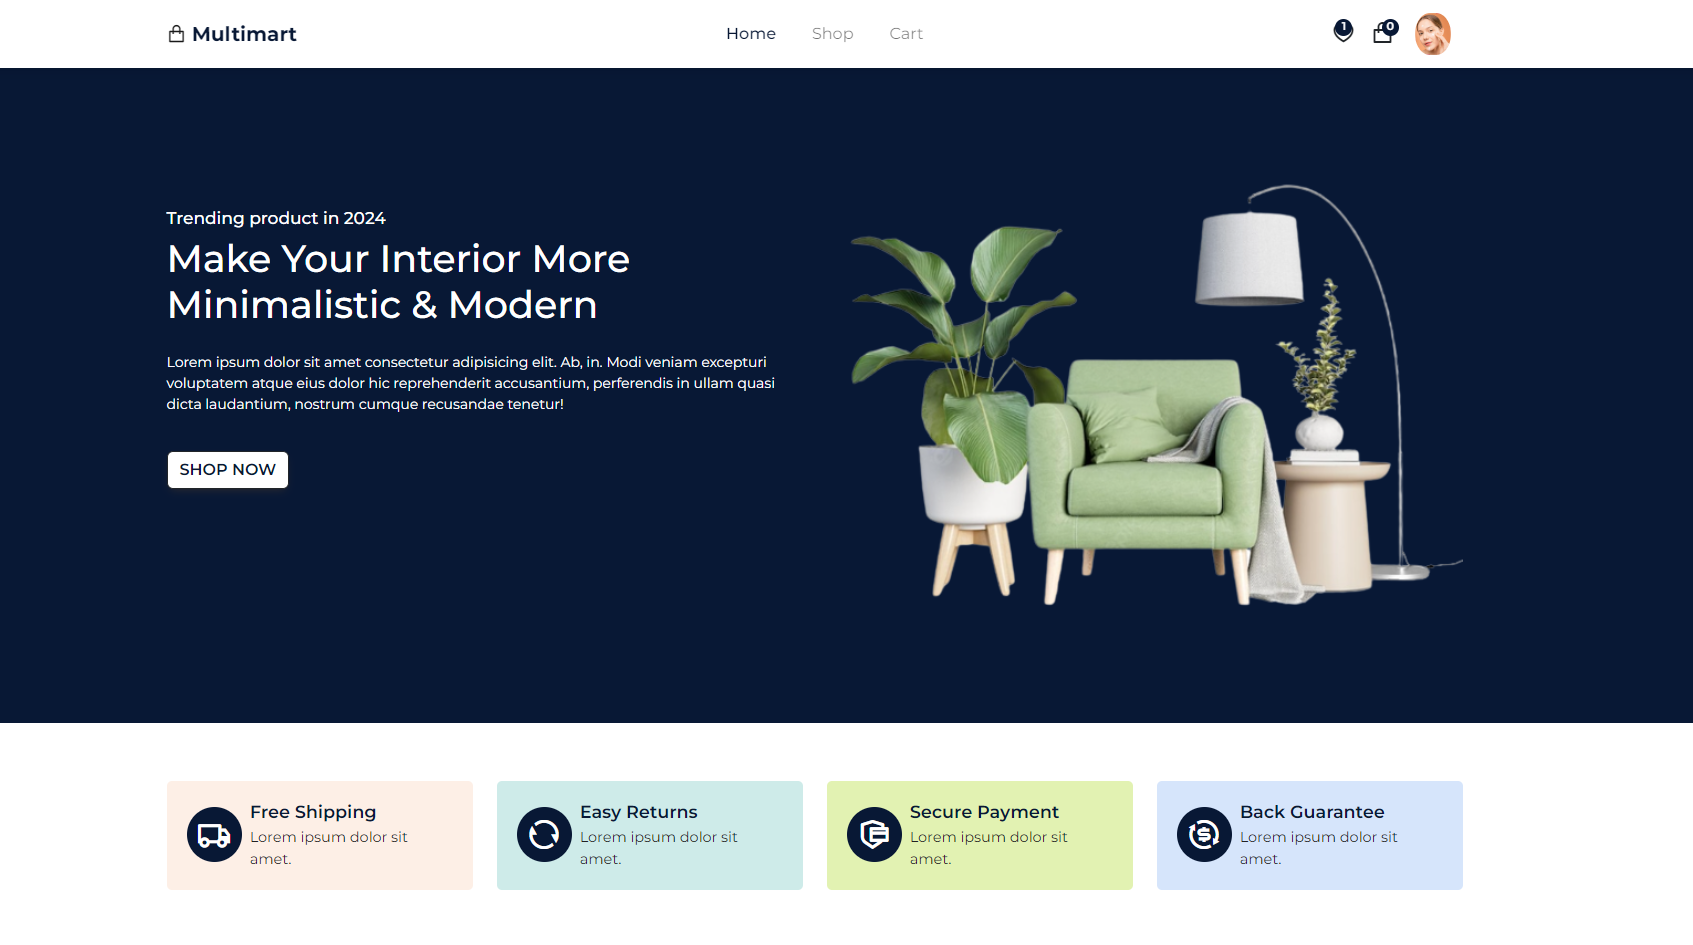 Multimart
Home
Shop
Cart
1
0
Trending product in 2024
Make Your Interior More
Minimalistic & Modern
Lorem ipsum dolor sit amet consectetur adipisicing elit. Ab, in. Modi veniam excepturi
voluptatem atque eius dolor hic reprehenderit accusantium, perferendis in ullam quasi
dicta laudantium, nostrum cumque recusandae tenetur!
SHOP NOW
Free Shipping
Lorem ipsum dolor sit
amet.
Easy Returns
Lorem ipsum dolor sit
amet.
Secure Payment
Lorem ipsum dolor sit
amet.
Back Guarantee
Lorem ipsum dolor sit
amet.